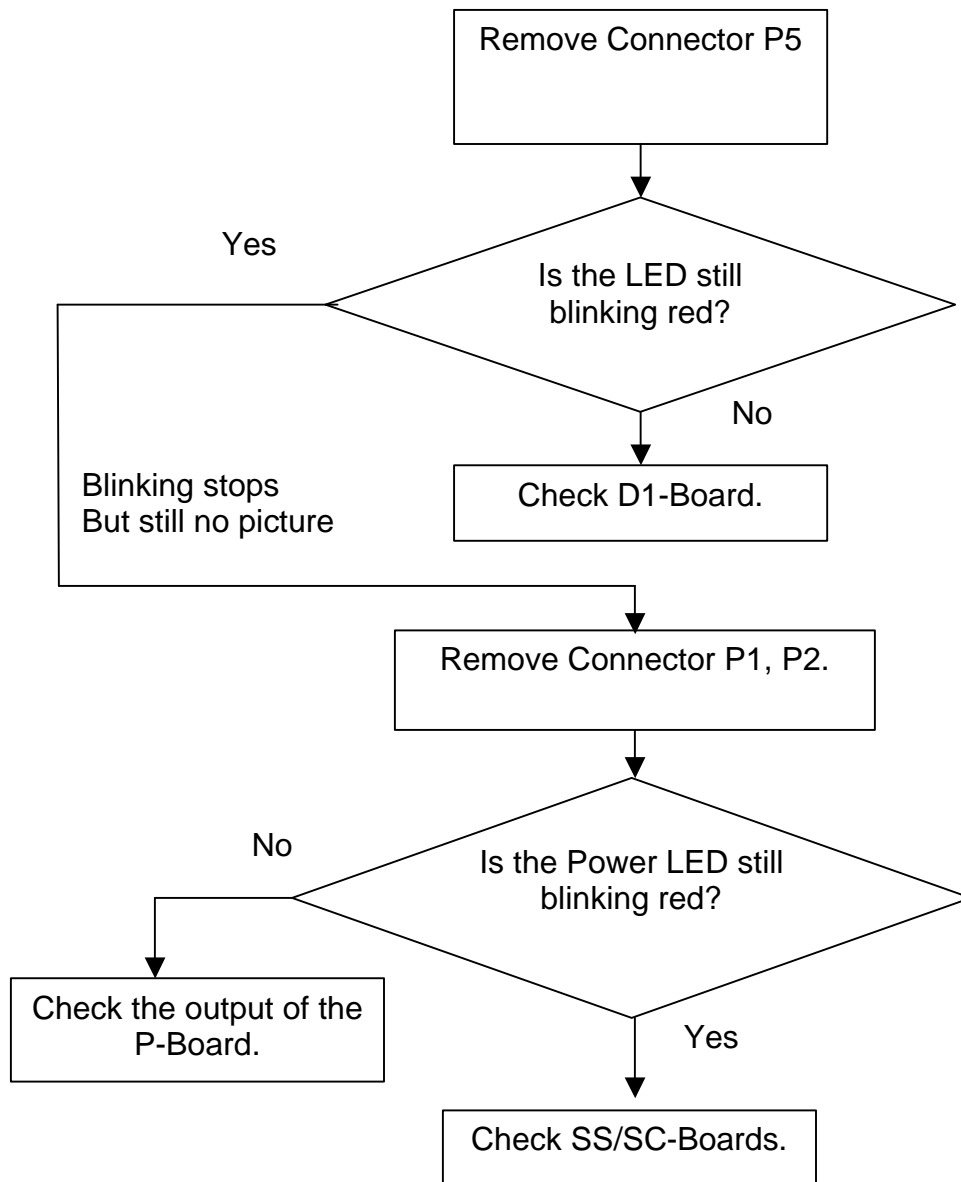 Remove Connector P5
Yes
Is the LED still
blinking red?
No
Blinking stops
But still no picture
Check D1-Board.
Remove Connector P1, P2.
No
Is the Power LED still
blinking red?
Check the output of the
P-Board.
Yes
Check SS/SC-Boards.